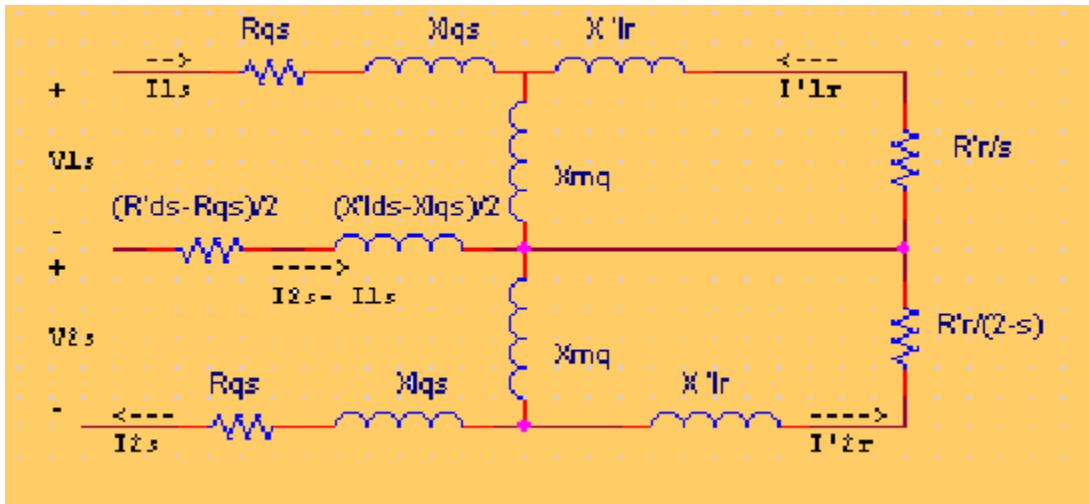 Rqs Xlqs X 'lr
I1s I'1r
+
V1s R'r/s
Xmq
(R'ds-Rqs)/2 (X'lds-Xlqs)/2
-
+
I2s- I1s
V2s R'r/(2-s)
Xmq
Rqs Xlqs X 'lr
-
I2s I'2r